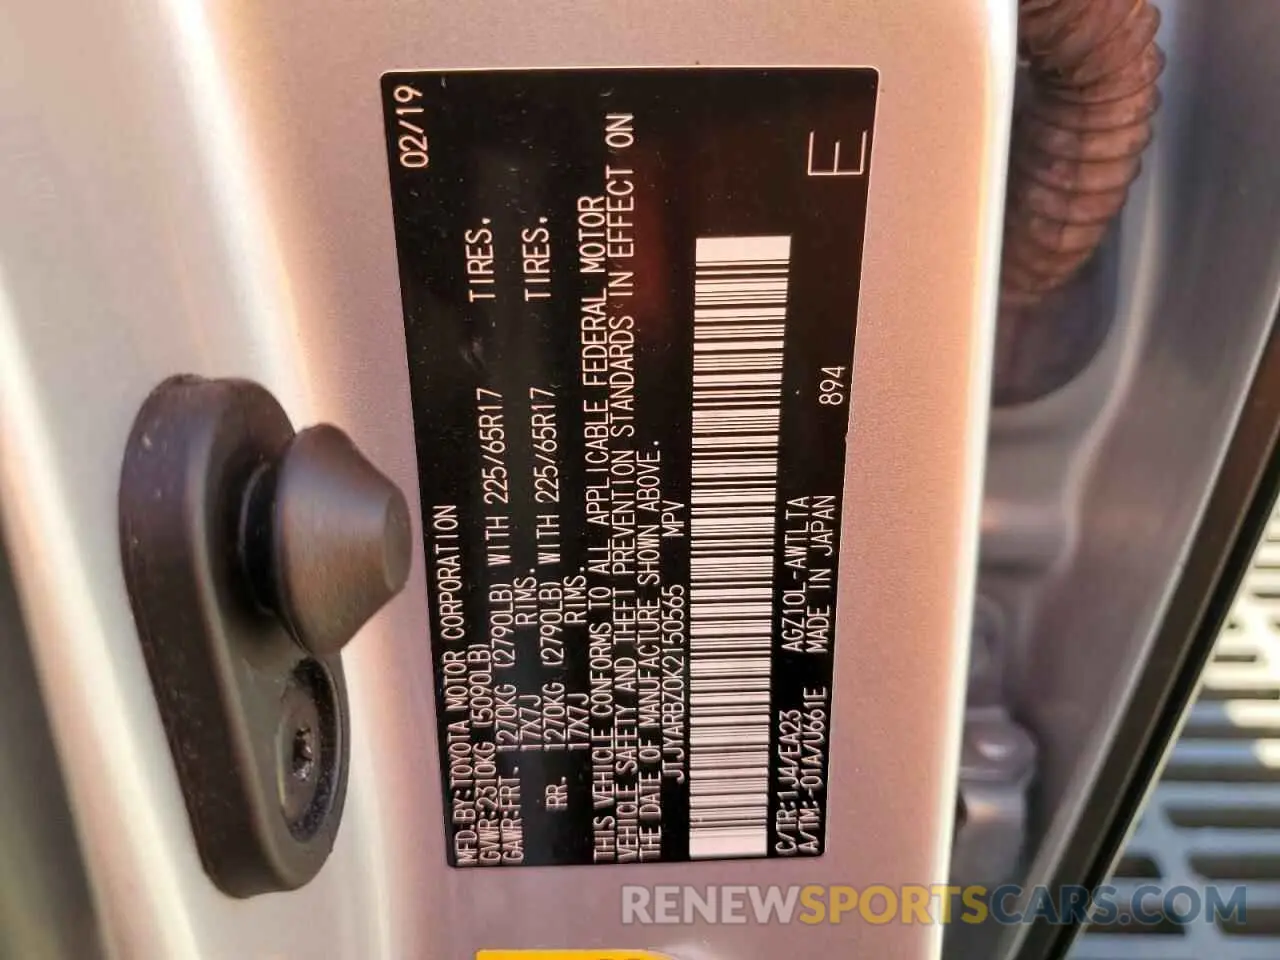 02/19
MFD.BY:TOYOTA MOTOR CORPORATION
GVWR:2310KG (5090LB)
GAWR:FRT. 1270KG (2790LB) WITH 225/65R17 TIRES.
17X7J RIMS.
RR. 1270KG (2790LB) WITH 225/65R17 TIRES.
17X7J RIMS.
THIS VEHICLE CONFORMS TO ALL APPLICABLE FEDERAL MOTOR
VEHICLE SAFETY AND THEFT PREVENTION STANDARDS IN EFFECT ON
THE DATE OF MANUFACTURE SHOWN ABOVE.
JTJYARBZ0K2150565 MPV
C/TR:1J4/EA23 AGZ10L-AWTLTA
A/TM:-01A/U661E MADE IN JAPAN 894
E
RENEWSPORTSCARS.COM